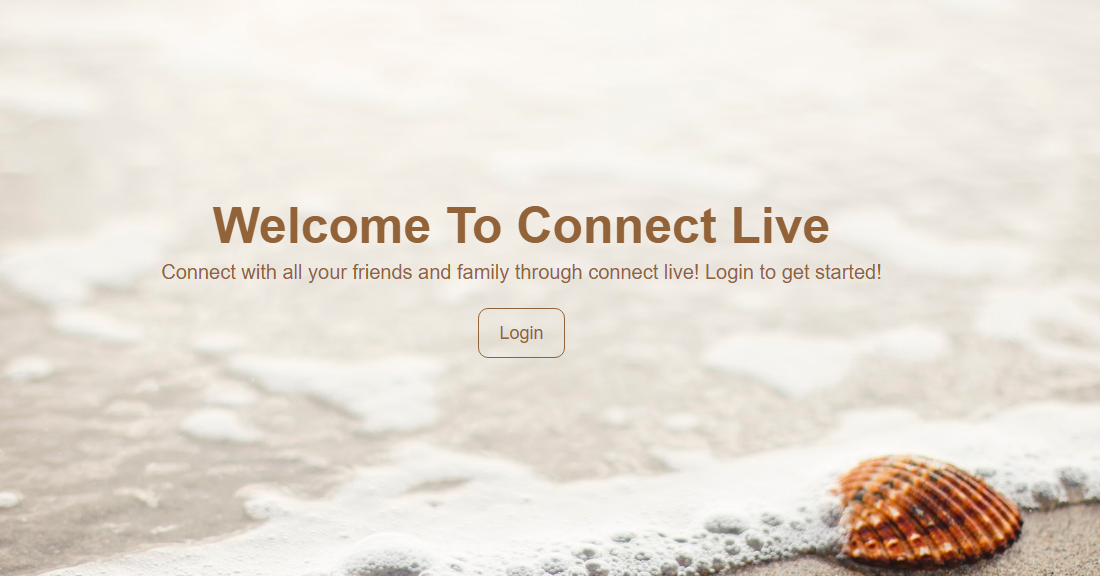 Welcome To Connect Live
Connect with all your friends and family through connect live! Login to get started!
Login